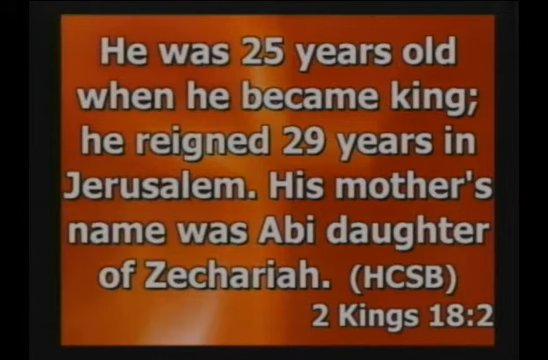 He was 25 years old
when he became king;
he reigned 29 years in
Jerusalem. His mother's
name was Abi daughter
of Zechariah. (HCSB)
2 Kings 18:2